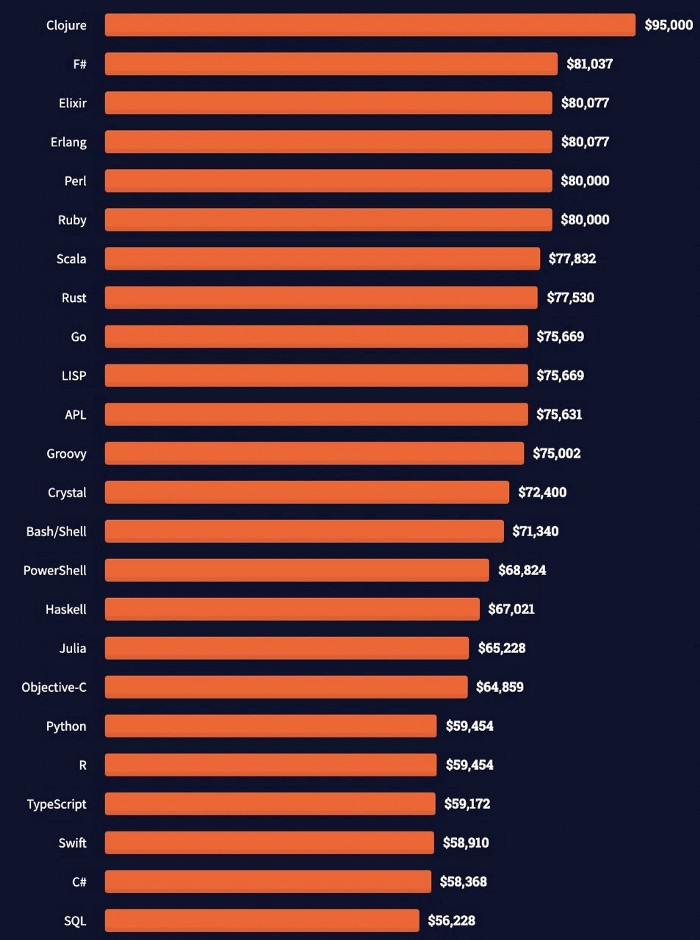 Clojure $95,000
F# $81,037
Elixir $80,077
Erlang $80,077
Perl $80,000
Ruby $80,000
Scala $77,832
Rust $77,530
Go $75,669
LISP $75,669
APL $75,631
Groovy $75,002
Crystal $72,400
Bash/Shell $71,340
PowerShell $68,824
Haskell $67,021
Julia $65,228
Objective-C $64,859
Python $59,454
R $59,454
TypeScript $59,172
Swift $58,910
C# $58,368
SQL $56,228